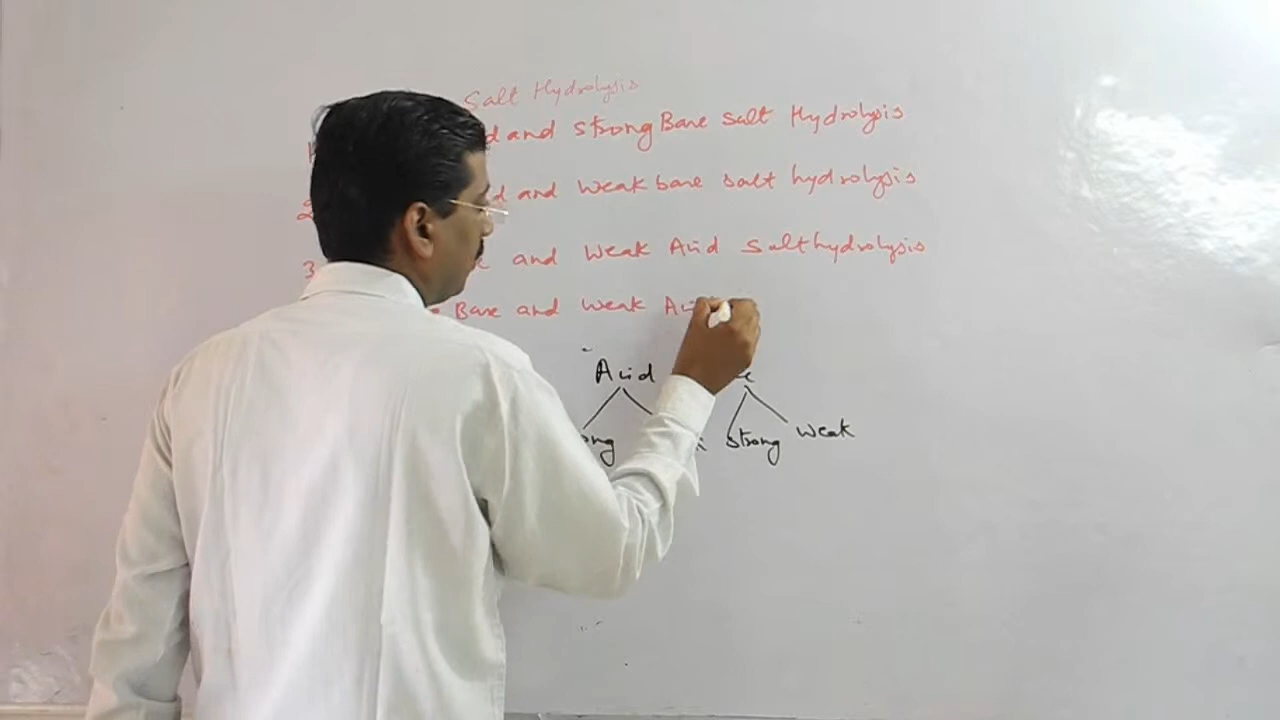 Salt Hydrolysis
and Strong Base salt Hydrolysis
and Weak base salt hydrolysis
3 and Weak Acid Salt hydrolysis
Base and Weak
Acid
Strong Weak